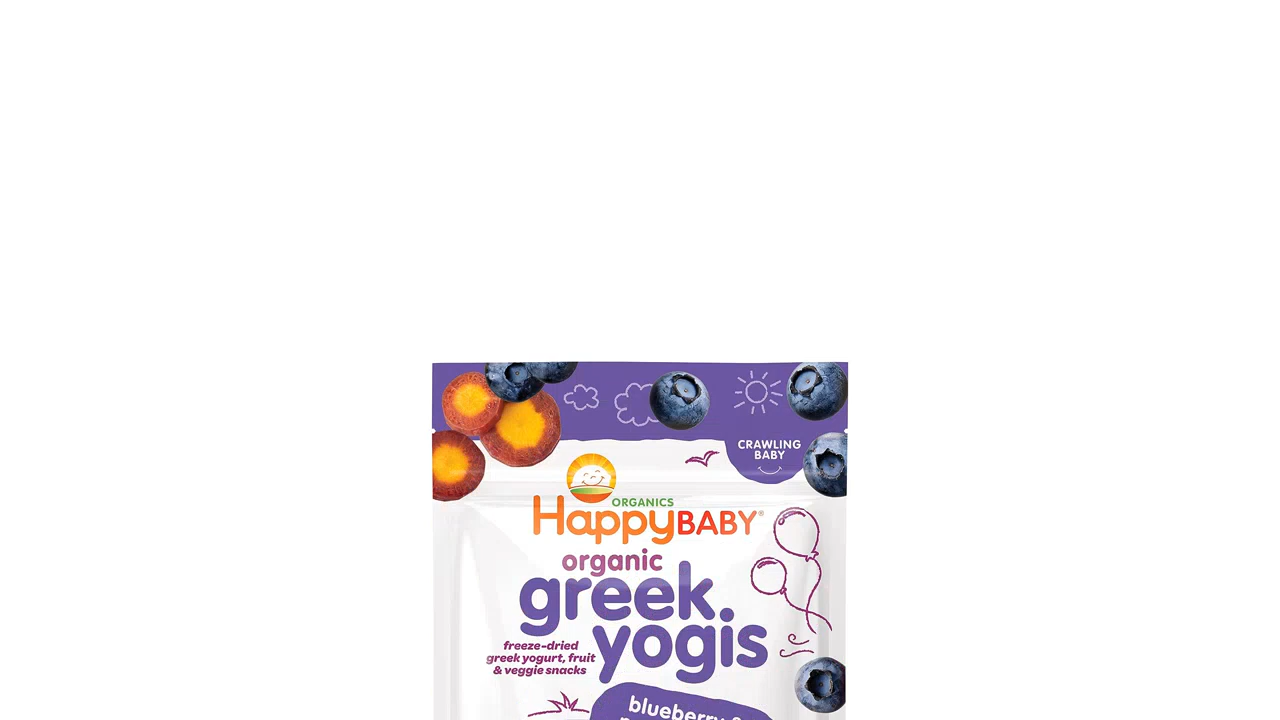 CRAWLING
BABY
ORGANICS
HappyBABY®
organic
greek
yogis
freeze-dried
greek yogurt, fruit
& veggie snacks
blueberry &